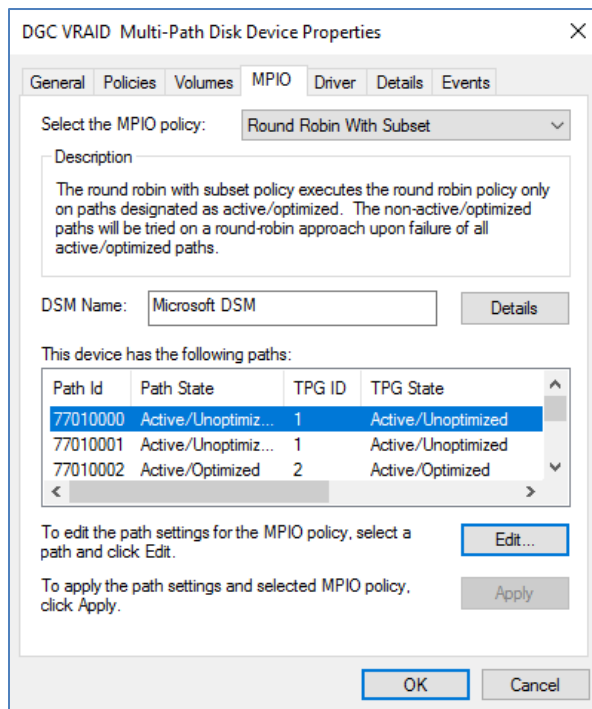 DGC VRAID Multi-Path Disk Device Properties
General Policies Volumes MPIO Driver Details Events
Select the MPIO policy: Round Robin With Subset
Description
The round robin with subset policy executes the round robin policy only
on paths designated as active/optimized. The non-active/optimized
paths will be tried on a round-robin approach upon failure of all
active/optimized paths.
DSM Name: Microsoft DSM Details
This device has the following paths:
Path Id Path State TPG ID TPG State
77010000 Active/Unoptimiz... 1 Active/Unoptimized
77010001 Active/Unoptimiz... 1 Active/Unoptimized
77010002 Active/Optimized 2 Active/Optimized
To edit the path settings for the MPIO policy, select a
path and click Edit.
Edit...
To apply the path settings and selected MPIO policy,
click Apply.
Apply
OK Cancel